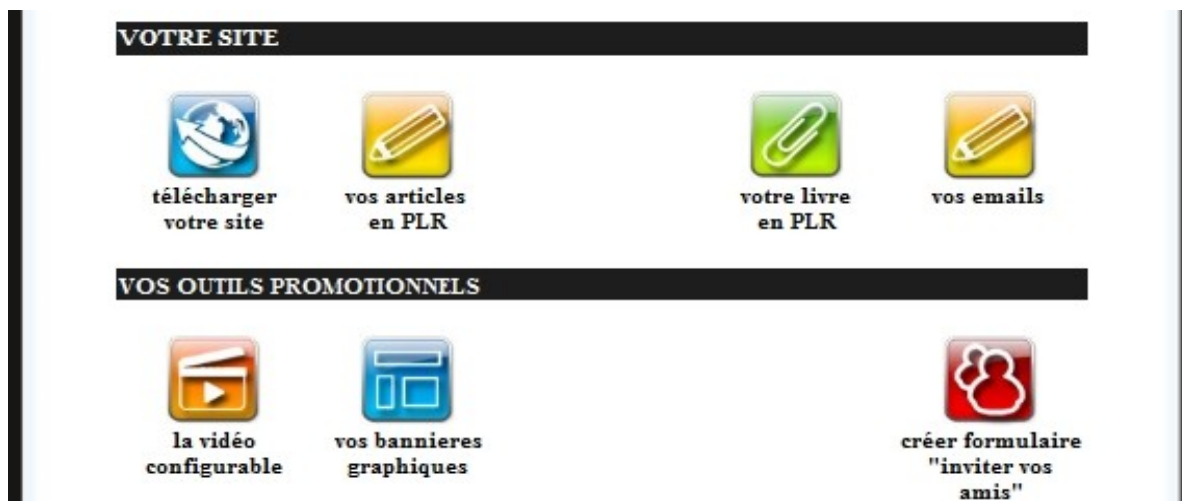 VOTRE SITE
télécharger
votre site
vos articles
en PLR
votre livre
en PLR
vos emails
VOS OUTILS PROMOTIONNELS
la vidéo
configurable
vos bannieres
graphiques
créer formulaire
"inviter vos
amis"